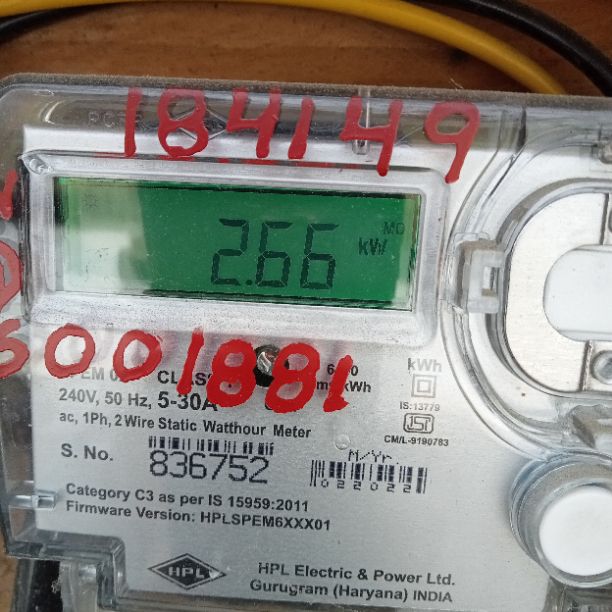 184149
MD
2.66 kW
5001881
kWh
240V, 50 Hz, 5-30A
IS:13779
ac, 1Ph, 2 Wire Static Watthour Meter
CM/L-9190783
S. No. 836752
M/Yr.
022022
Category C3 as per IS 15959:2011
Firmware Version: HPLSPEM6XXX01
HPL
HPL Electric & Power Ltd.
Gurugram (Haryana) INDIA